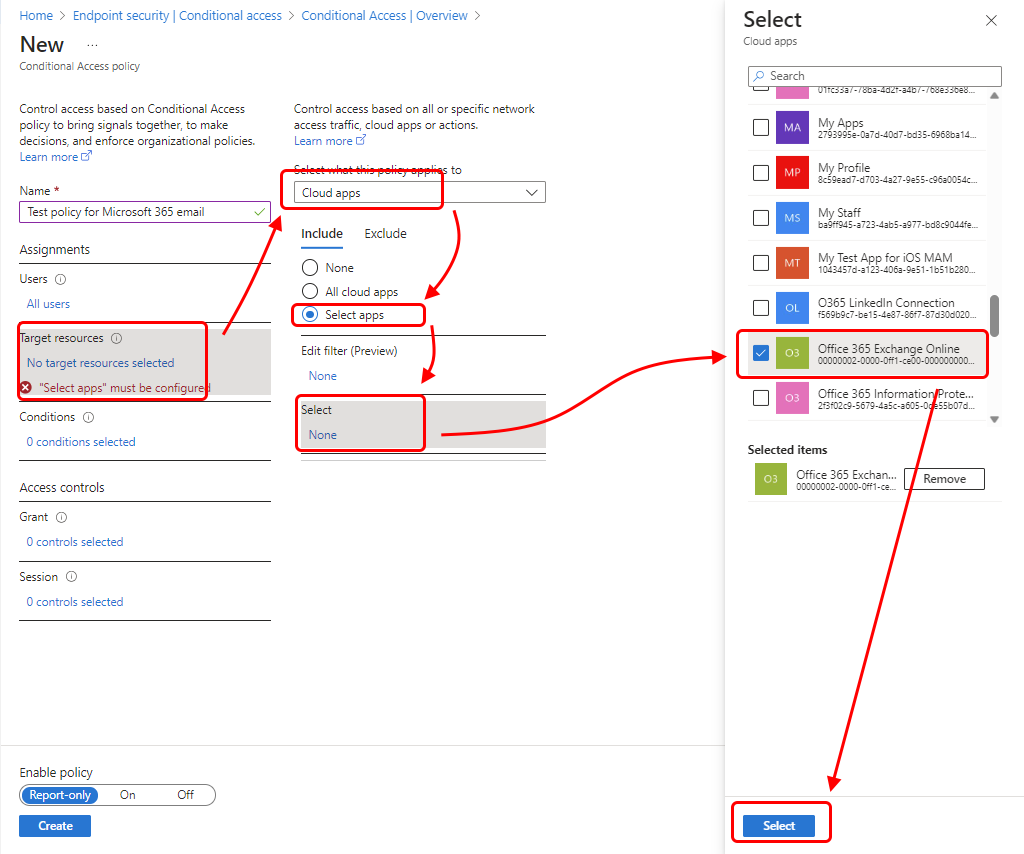 Home > Endpoint security | Conditional access > Conditional Access | Overview >
New ...
Conditional Access policy
Control access based on Conditional Access
policy to bring signals together, to make
decisions, and enforce organizational policies.
Learn more
Name *
Test policy for Microsoft 365 email
Assignments
Users
All users
Target resources
No target resources selected
"Select apps" must be configured
Conditions
0 conditions selected
Access controls
Grant
0 controls selected
Session
0 controls selected
Enable policy
Report-only On Off
Create
Control access based on all or specific network
access traffic, cloud apps or actions.
Learn more
Select what this policy applies to
Cloud apps
Include Exclude
None
All cloud apps
Select apps
Edit filter (Preview)
None
Select
None
Select
Cloud apps
Search
01fc33a7-78ba-4d2f-a4b7-768e336e8...
MA My Apps
2793995e-0a7d-40d7-bd35-6968ba14...
MP My Profile
8c59ead7-d703-4a27-9e55-c96a0054c...
MS My Staff
ba9ff945-a723-4ab5-a977-bd8c9044fe...
MT My Test App for iOS MAM
1043457d-a123-406a-9e51-1b51b280...
OL O365 LinkedIn Connection
f569b9c7-be15-4e87-86f7-87d30d020...
O3 Office 365 Exchange Online
00000002-0000-0ff1-ce00-000000000...
O3 Office 365 Information Prote...
2f3f02c9-5679-4a5c-a605-0de55b07d...
Selected items
O3 Office 365 Exchan...
00000002-0000-0ff1-ce...
Remove
Select